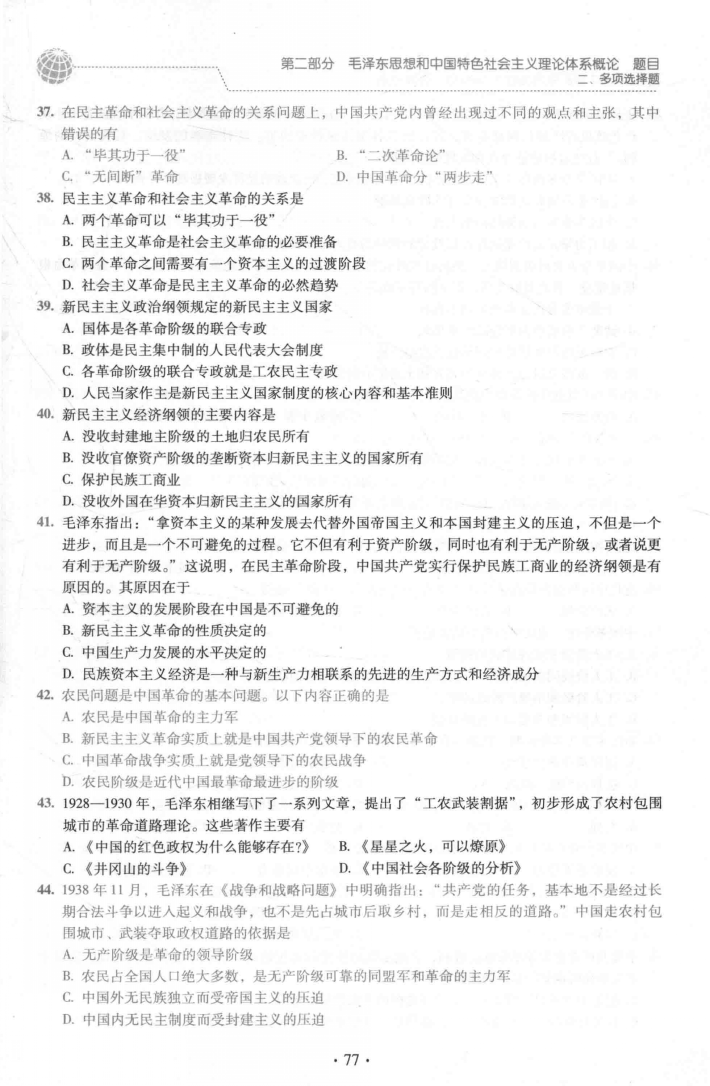 第二部分 毛泽东思想和中国特色社会主义理论体系概论 题目
二、多项选择题
37. 在民主革命和社会主义革命的关系问题上，中国共产党内曾经出现过不同的观点和主张，其中
错误的有
A. “毕其功于一役” B. “二次革命论”
C. “无间断”革命 D. 中国革命分“两步走”
38. 民主主义革命和社会主义革命的关系是
A. 两个革命可以“毕其功于一役”
B. 民主主义革命是社会主义革命的必要准备
C. 两个革命之间需要有一个资本主义的过渡阶段
D. 社会主义革命是民主主义革命的必然趋势
39. 新民主主义政治纲领规定的新民主主义国家
A. 国体是各革命阶级的联合专政
B. 政体是民主集中制的人民代表大会制度
C. 各革命阶级的联合专政就是工农民主专政
D. 人民当家作主是新民主主义国家制度的核心内容和基本准则
40. 新民主主义经济纲领的主要内容是
A. 没收封建地主阶级的土地归农民所有
B. 没收官僚资产阶级的垄断资本归新民主主义的国家所有
C. 保护民族工商业
D. 没收外国在华资本归新民主主义的国家所有
41. 毛泽东指出：“拿资本主义的某种发展去代替外国帝国主义和本国封建主义的压迫，不但是一个
进步，而且是一个不可避免的过程。它不但有利于资产阶级，同时也有利于无产阶级，或者说更
有利于无产阶级。”这说明，在民主革命阶段，中国共产党实行保护民族工商业的经济纲领是有
原因的。其原因在于
A. 资本主义的发展阶段在中国是不可避免的
B. 新民主主义革命的性质决定的
C. 中国生产力发展的水平决定的
D. 民族资本主义经济是一种与新生产力相联系的先进的生产方式和经济成分
42. 农民问题是中国革命的基本问题。以下内容正确的是
A. 农民是中国革命的主力军
B. 新民主主义革命实质上就是中国共产党领导下的农民革命
C. 中国革命战争实质上就是党领导下的农民战争
D. 农民阶级是近代中国最革命最进步的阶级
43. 1928—1930 年，毛泽东相继写下了一系列文章，提出了“工农武装割据”，初步形成了农村包围
城市的革命道路理论。这些著作主要有
A.《中国的红色政权为什么能够存在?》 B.《星星之火，可以燎原》
C.《井冈山的斗争》 D.《中国社会各阶级的分析》
44. 1938 年 11 月，毛泽东在《战争和战略问题》中明确指出：“共产党的任务，基本地不是经过长
期合法斗争以进入起义和战争，也不是先占城市后取乡村，而是走相反的道路。”中国走农村包
围城市、武装夺取政权道路的依据是
A. 无产阶级是革命的领导阶级
B. 农民占全国人口绝大多数，是无产阶级可靠的同盟军和革命的主力军
C. 中国外无民族独立而受帝国主义的压迫
D. 中国内无民主制度而受封建主义的压迫
· 77 ·